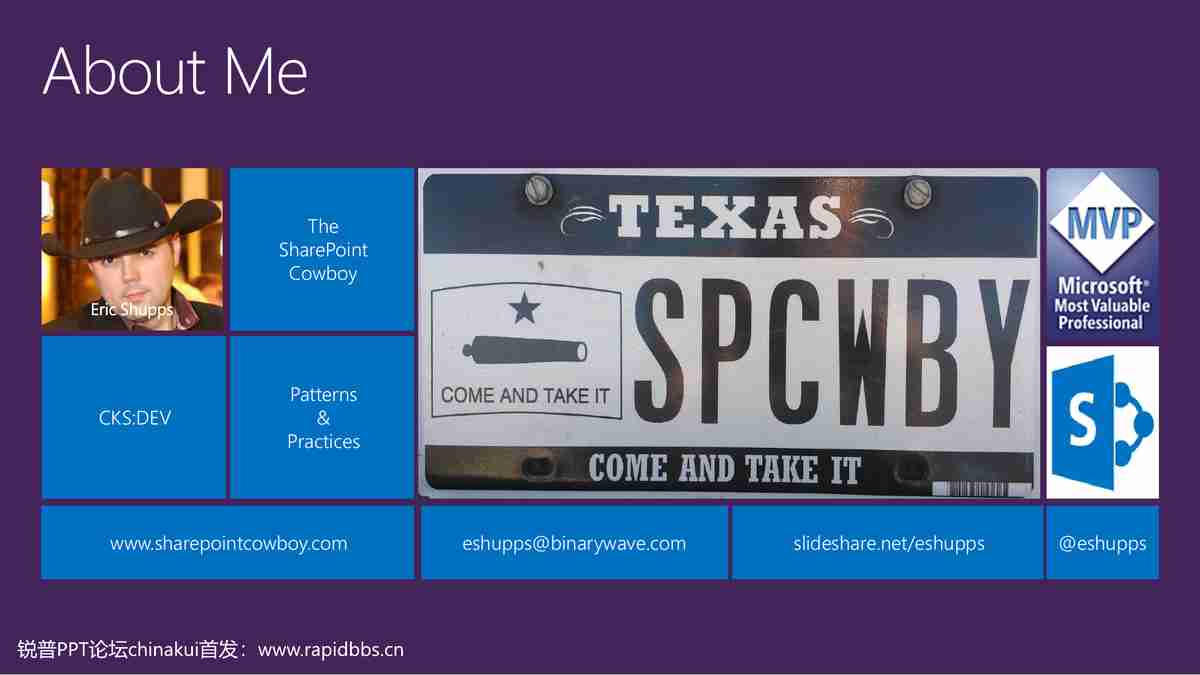 About Me
Eric Shupps
The
SharePoint
Cowboy
CKS:DEV
Patterns
&
Practices
TEXAS
COME AND TAKE IT
SPCWBY
COME AND TAKE IT
MVP
Microsoft®
Most Valuable
Professional
S
www.sharepointcowboy.com
eshupps@binarywave.com
slideshare.net/eshupps
@eshupps
锐普PPT论坛chinakui首发：www.rapidbbs.cn